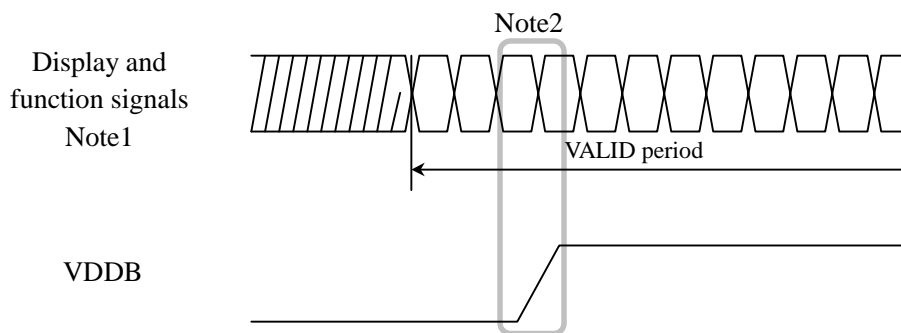 Note2
Display and
function signals
Note1
VALID period
VDDB